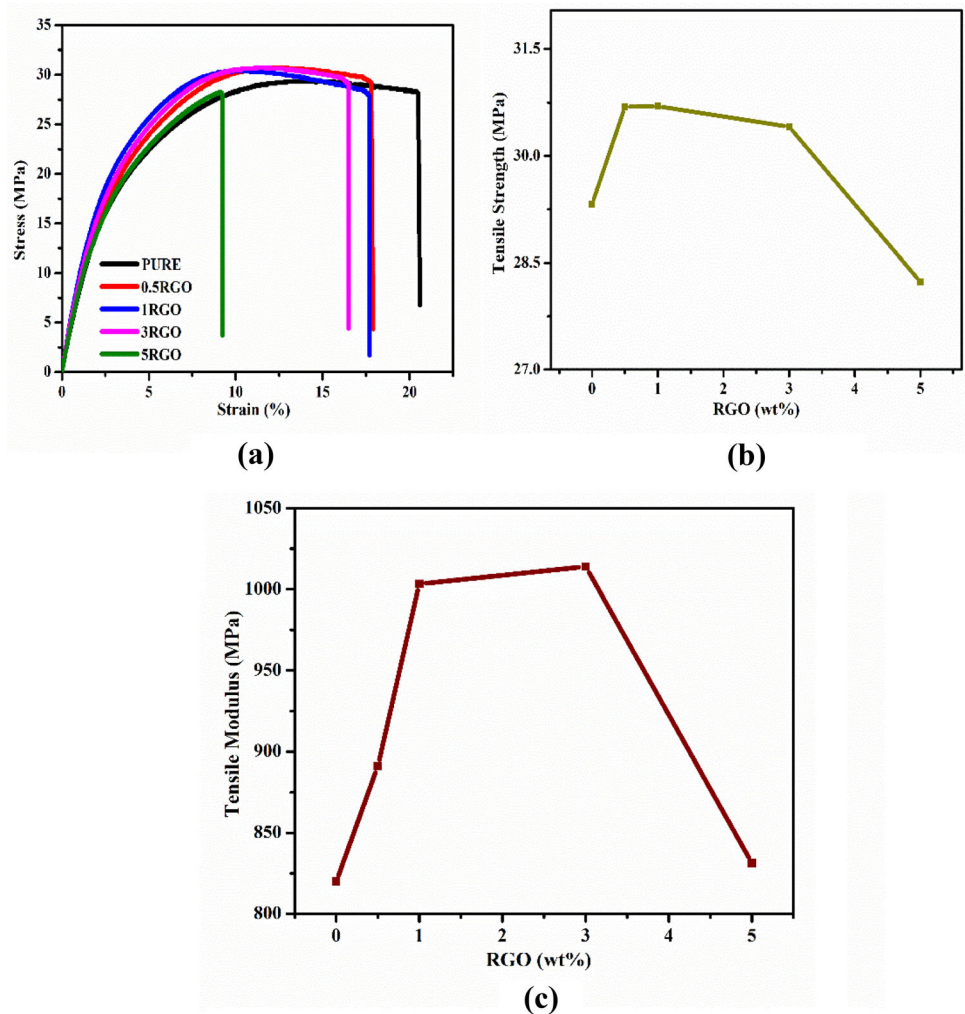 35
30
25
20
15
10
5
0
Stress (MPa)
PURE
0.5RGO
1RGO
3RGO
5RGO
0 5 10 15 20
Strain (%)
(a)
31.5
30.0
28.5
27.0
Tensile Strength (MPa)
0 1 2 3 4 5
RGO (wt%)
(b)
1050
1000
950
900
850
800
Tensile Modulus (MPa)
0 1 2 3 4 5
RGO (wt%)
(c)